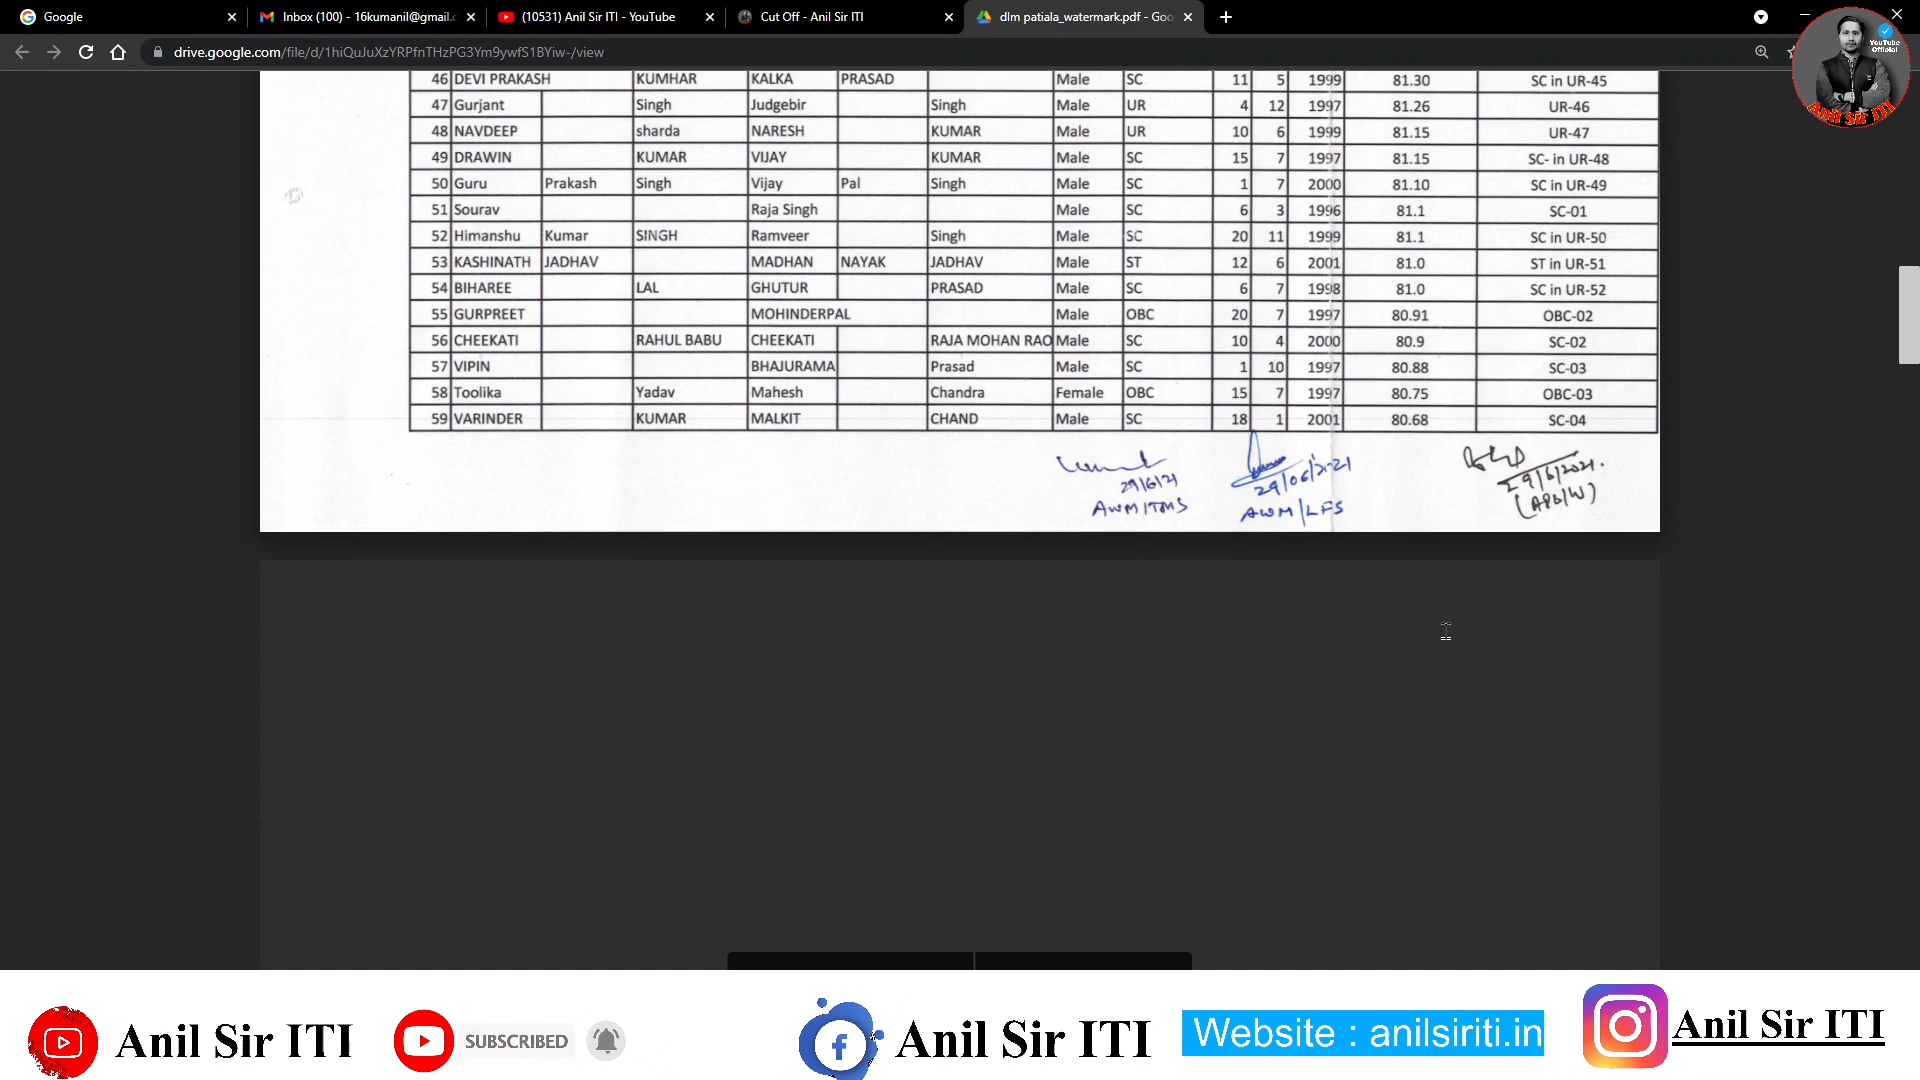 Google
Inbox (100) - 16kumanil@gmail.c
(10531) Anil Sir ITI - YouTube
Cut Off - Anil Sir ITI
dlm patiala_watermark.pdf - Goo
drive.google.com/file/d/1hiQuJuXzYRPfnTHzPG3Ym9ywfS1BYiw-/view
YouTube
Official
Anil Sir ITI
46 DEVI PRAKASH KUMHAR KALKA PRASAD Male SC 11 5 1999 81.30 SC in UR-45
47 Gurjant Singh Judgebir Singh Male UR 4 12 1997 81.26 UR-46
48 NAVDEEP sharda NARESH KUMAR Male UR 10 6 1999 81.15 UR-47
49 DRAWIN KUMAR VIJAY KUMAR Male SC 15 7 1997 81.15 SC- in UR-48
50 Guru Prakash Singh Vijay Pal Singh Male SC 1 7 2000 81.10 SC in UR-49
51 Sourav Raja Singh Male SC 6 3 1996 81.1 SC-01
52 Himanshu Kumar SINGH Ramveer Singh Male SC 20 11 1999 81.1 SC in UR-50
53 KASHINATH JADHAV MADHAN NAYAK JADHAV Male ST 12 6 2001 81.0 ST in UR-51
54 BIHAREE LAL GHUTUR PRASAD Male SC 6 7 1998 81.0 SC in UR-52
55 GURPREET MOHINDERPAL Male OBC 20 7 1997 80.91 OBC-02
56 CHEEKATI RAHUL BABU CHEEKATI RAJA MOHAN RAO Male SC 10 4 2000 80.9 SC-02
57 VIPIN BHAJURAMA Prasad Male SC 1 10 1997 80.88 SC-03
58 Toolika Yadav Mahesh Chandra Female OBC 15 7 1997 80.75 OBC-03
59 VARINDER KUMAR MALKIT CHAND Male SC 18 1 2001 80.68 SC-04
29/6/21
29/06/2021
AWM/LFS
29/6/2021.
(APO/W)
Anil Sir ITI
SUBSCRIBED
Anil Sir ITI
Website : anilsiriti.in
Anil Sir ITI